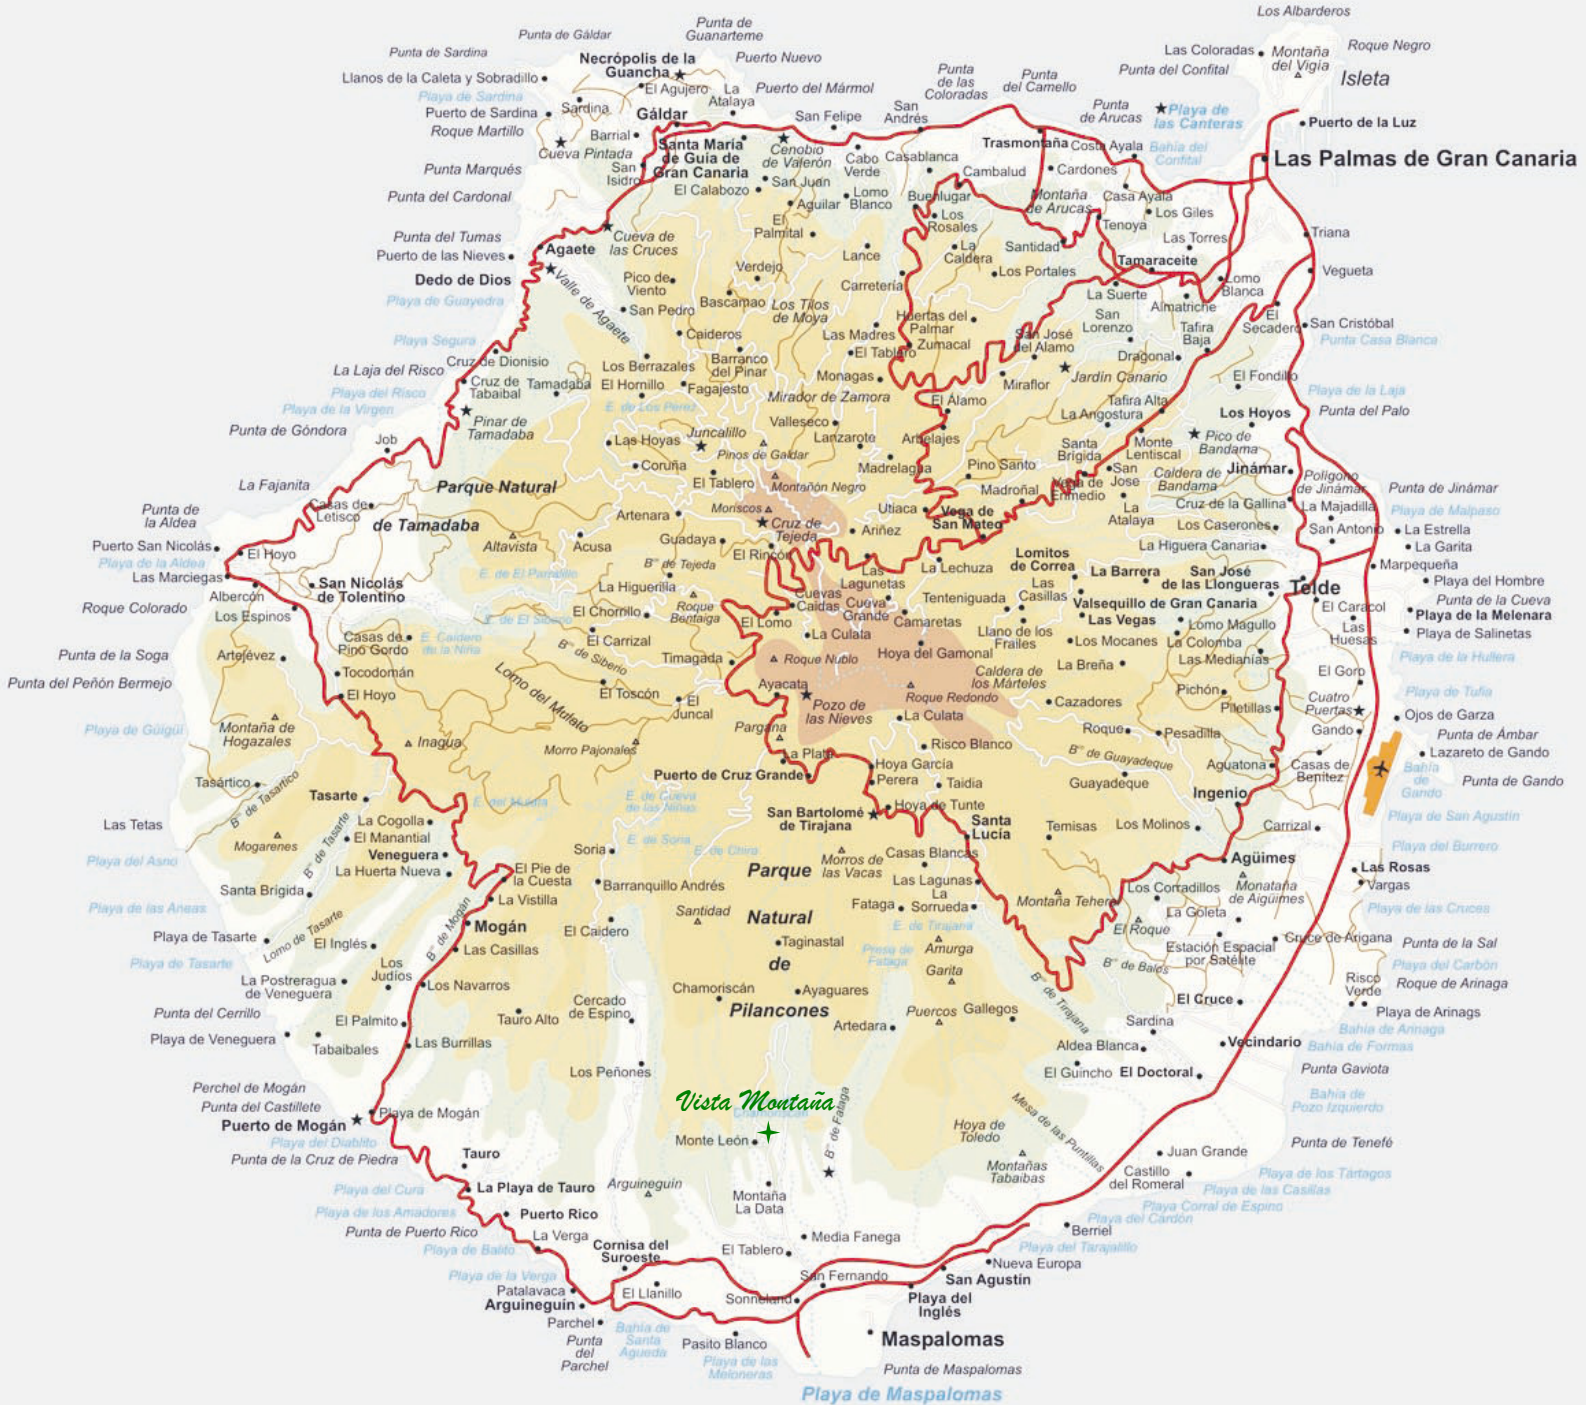 Los Albarderos
Punta de
Guanarteme
Punta de Gáldar
Punta de Sardina
Las Coloradas
Montaña
del Vigia
Roque Negro
Isleta
Necrópolis de la
Guancha
Puerto Nuevo
Llanos de la Caleta y Sobradillo
Punta
de las
Coloradas
Punta
del Camello
Punta del Confital
Playa de Sardina
El Agujero
La
Atalaya
Puerto del Mármol
Puerto de Sardina
Sardina
Gáldar
San Felipe
San
Andrés
Punta
de Arucas
Playa de
las Canteras
Puerto de la Luz
Roque Martillo
Barrial
Cueva Pintada
Santa María
de Guía de
Gran Canaria
Cenobio
de Valerón
Cabo
Verde
Casablanca
Trasmontaña
Costa Ayala
Bahía del
Confital
Las Palmas de Gran Canaria
Punta Marqués
San
Isidro
El Calabozo
San Juan
Cambalud
Cardones
Punta del Cardonal
Aguilar
Lomo
Blanco
Buenlugar
Montaña
de Arucas
Casa Ayala
Los Giles
Los
Rosales
Tenoya
Punta del Tumas
Cueva de
las Cruces
El
Palmital
Las Torres
Triana
Puerto de las Nieves
Agaete
Lance
La
Caldera
Santidad
Tamaraceite
Dedo de Dios
Valle de Agaete
Pico de
Viento
Verdejo
Carretería
Los Portales
Lomo
Blanca
Vegueta
Playa de Guayedra
San Pedro
Bascamao
Los Tilos
de Moya
La Suerte
Almatriche
Huertas del
Palmar
San
Lorenzo
El
Secadero
San Cristóbal
Punta Casa Blanca
Playa Segura
Caideros
Las Madres
Zumacal
San José
del Alamo
Tafira
Baja
Cruz de Dionisio
Los Berrazales
Barranco
del Pinar
El Tablero
Dragonal
La Laja del Risco
Cruz de
Tabaibal
Tamadaba
El Hornillo
Fagajesto
Monagas
Miraflor
Jardín Canario
El Fondillo
Playa del Risco
Playa de la Virgen
E. de Los Pérez
Mirador de Zamora
El Álamo
Tafira Alta
La Angostura
Playa de la Laja
Punta del Palo
Punta de Góndora
Pinar de
Tamadaba
Valleseco
Los Hoyos
Job
Las Hoyas
Juncalillo
Lanzarote
Arbelajes
Santa
Brígida
Monte
Lentiscal
Pico de
Bandama
Pinos de Galdar
Coruña
Madrelagua
Pino Santo
San
Jose
Caldera de
Bandama
Jinámar
Poligono
de Jinámar
La Fajanita
Parque Natural
de Tamadaba
El Tablero
Montañón Negro
Madroñal
Vega de
Enmedio
Punta de Jinámar
Casas de
Letisco
Moriscos
Utiaca
Cruz de la Gallina
La Majadilla
Playa de Malpaso
Punta de
la Aldea
Artenara
Cruz de
Tejeda
Ariñez
Vega de
San Mateo
La
Atalaya
Los Caserones
San Antonio
La Estrella
Puerto San Nicolás
El Hoyo
Altavista
Acusa
Guadaya
El Rincón
La Higuera Canaria
La Garita
Playa de la Aldea
Las Marciegas
Bco de Tejeda
Lomitos
de Correa
Marpequeña
E. de El Parralillo
Las
Lagunetas
La Lechuza
La Barrera
San José
de las Llongueras
Telde
Playa del Hombre
Albercón
San Nicolás
de Tolentino
La Higuerilla
Cuevas
Caidas
Cueva
Grande
Tenteniguada
Las
Casillas
Punta de la Cueva
Roque Colorado
Los Espinos
El Chorrillo
Roque
Bentaiga
Valsequillo de Gran Canaria
El Caracol
Playa de la Melenara
E. de El Siberio
El Lomo
Camaretas
Las Vegas
Lomo Magullo
Las
Huesas
Playa de Salinetas
Casas de
Pino Gordo
E. Caidero
de la Niña
El Carrizal
La Culata
Llano de los
Frailes
Los Mocanes
La Colomba
Punta de la Soga
Artejévez
Bco de Siberio
Timagada
Roque Nublo
Hoya del Gamonal
La Breña
Las Medianías
Playa de la Hullera
Tocodomán
Lomo del Mulato
Caldera de
los Márteles
El Goro
Punta del Peñón Bermejo
El Hoyo
El Toscón
Ayacata
Roque Redondo
Pichón
Playa de Tufia
El
Juncal
Pozo de
las Nieves
Cazadores
Cuatro
Puertas
Piletillas
Montaña de
Hogazales
Pargana
La Culata
Ojos de Garza
Playa de Güigüí
Inagua
Roque
Pesadilla
Gando
Punta de Ámbar
Morro Pajonales
Risco Blanco
La Plata
Bco de Guayadeque
Lazareto de Gando
Hoya García
Aguatona
Casas de
Benítez
Bahía
de
Gando
Tasártico
Puerto de Cruz Grande
Perera
Taidia
Guayadeque
Punta de Gando
Bco de Tasartico
Tasarte
E. del Mulato
E. de Cueva
de las Niñas
Ingenio
San Bartolomé
de Tirajana
Hoya de Tunte
Santa
Lucía
Playa de San Agustín
Las Tetas
La Cogolla
Temisas
Los Molinos
Carrizal
Bco de Tasarte
El Manantial
E. de Soria
Mogarenes
Soria
E. de Chira
Playa del Burrero
Veneguera
Morros de
las Vacas
Casas Blancas
Agüimes
Playa del Asno
La Huerta Nueva
El Pie de
la Cuesta
Parque
Las Rosas
Santa Brígida
Barranquillo Andrés
Las Lagunas
Los Corradillos
Montaña
de Agüimes
Vargas
La Vistilla
La
Sorrueda
Montaña Teheral
Playa de las Aneas
Bco de Mogán
Santidad
Natural
Fataga
La Goleta
Playa de las Cruces
Lomo de Tasarte
Mogán
El Caidero
E. de Tirajana
El Roque
Playa de Tasarte
El Inglés
Las Casillas
Taginastal
Presa de
Fataga
Amurga
Estación Espacial
por Satélite
Cruce de Arigana
Punta de la Sal
Playa de Tasarte
Los
Judíos
de
Garita
Bco de Balos
Playa del Carbón
La Postreragua
de Veneguera
Los Navarros
Chamoriscán
Ayaguares
Bco de Tirajana
Risco
Verde
Roque de Arinaga
Cercado
de Espino
Pilancones
El Cruce
Punta del Cerrillo
El Palmito
Tauro Alto
Puercos
Gallegos
Playa de Arinags
Artedara
Sardina
Bahía de Arinaga
Playa de Veneguera
Tabaibales
Las Burrillas
Aldea Blanca
Vecindario
Bahía de Formas
Los Peñones
El Guincho
El Doctoral
Punta Gaviota
Perchel de Mogán
Vista Montaña
Chamoriscán
Bco de Fataga
Mesa de las Puntillas
Bahía de
Pozo Izquierdo
Punta del Castillete
Playa de Mogán
Puerto de Mogán
Hoya de
Toledo
Playa del Diablito
Monte León
Punta de Tenefé
Punta de la Cruz de Piedra
Tauro
Juan Grande
Montañas
Tabaibas
Castillo
del Romeral
Playa de los Tártagos
Playa del Cura
La Playa de Tauro
Arguineguín
Montaña
La Data
Playa de las Casillas
Playa de los Amadores
Puerto Rico
Playa Corral de Espino
Playa del Cardón
Punta de Puerto Rico
La Verga
Media Fanega
Berriel
Playa de Balito
Cornisa del
Suroeste
El Tablero
Playa del Tarajalillo
Nueva Europa
Playa de la Verga
San Fernando
San Agustín
Patalavaca
El Llanillo
Sonneland
Playa del
Inglés
Arguineguín
Parchel
Bahía de
Santa
Agueda
Pasito Blanco
Maspalomas
Punta
del
Parchel
Playa de las
Meloneras
Punta de Maspalomas
Playa de Maspalomas